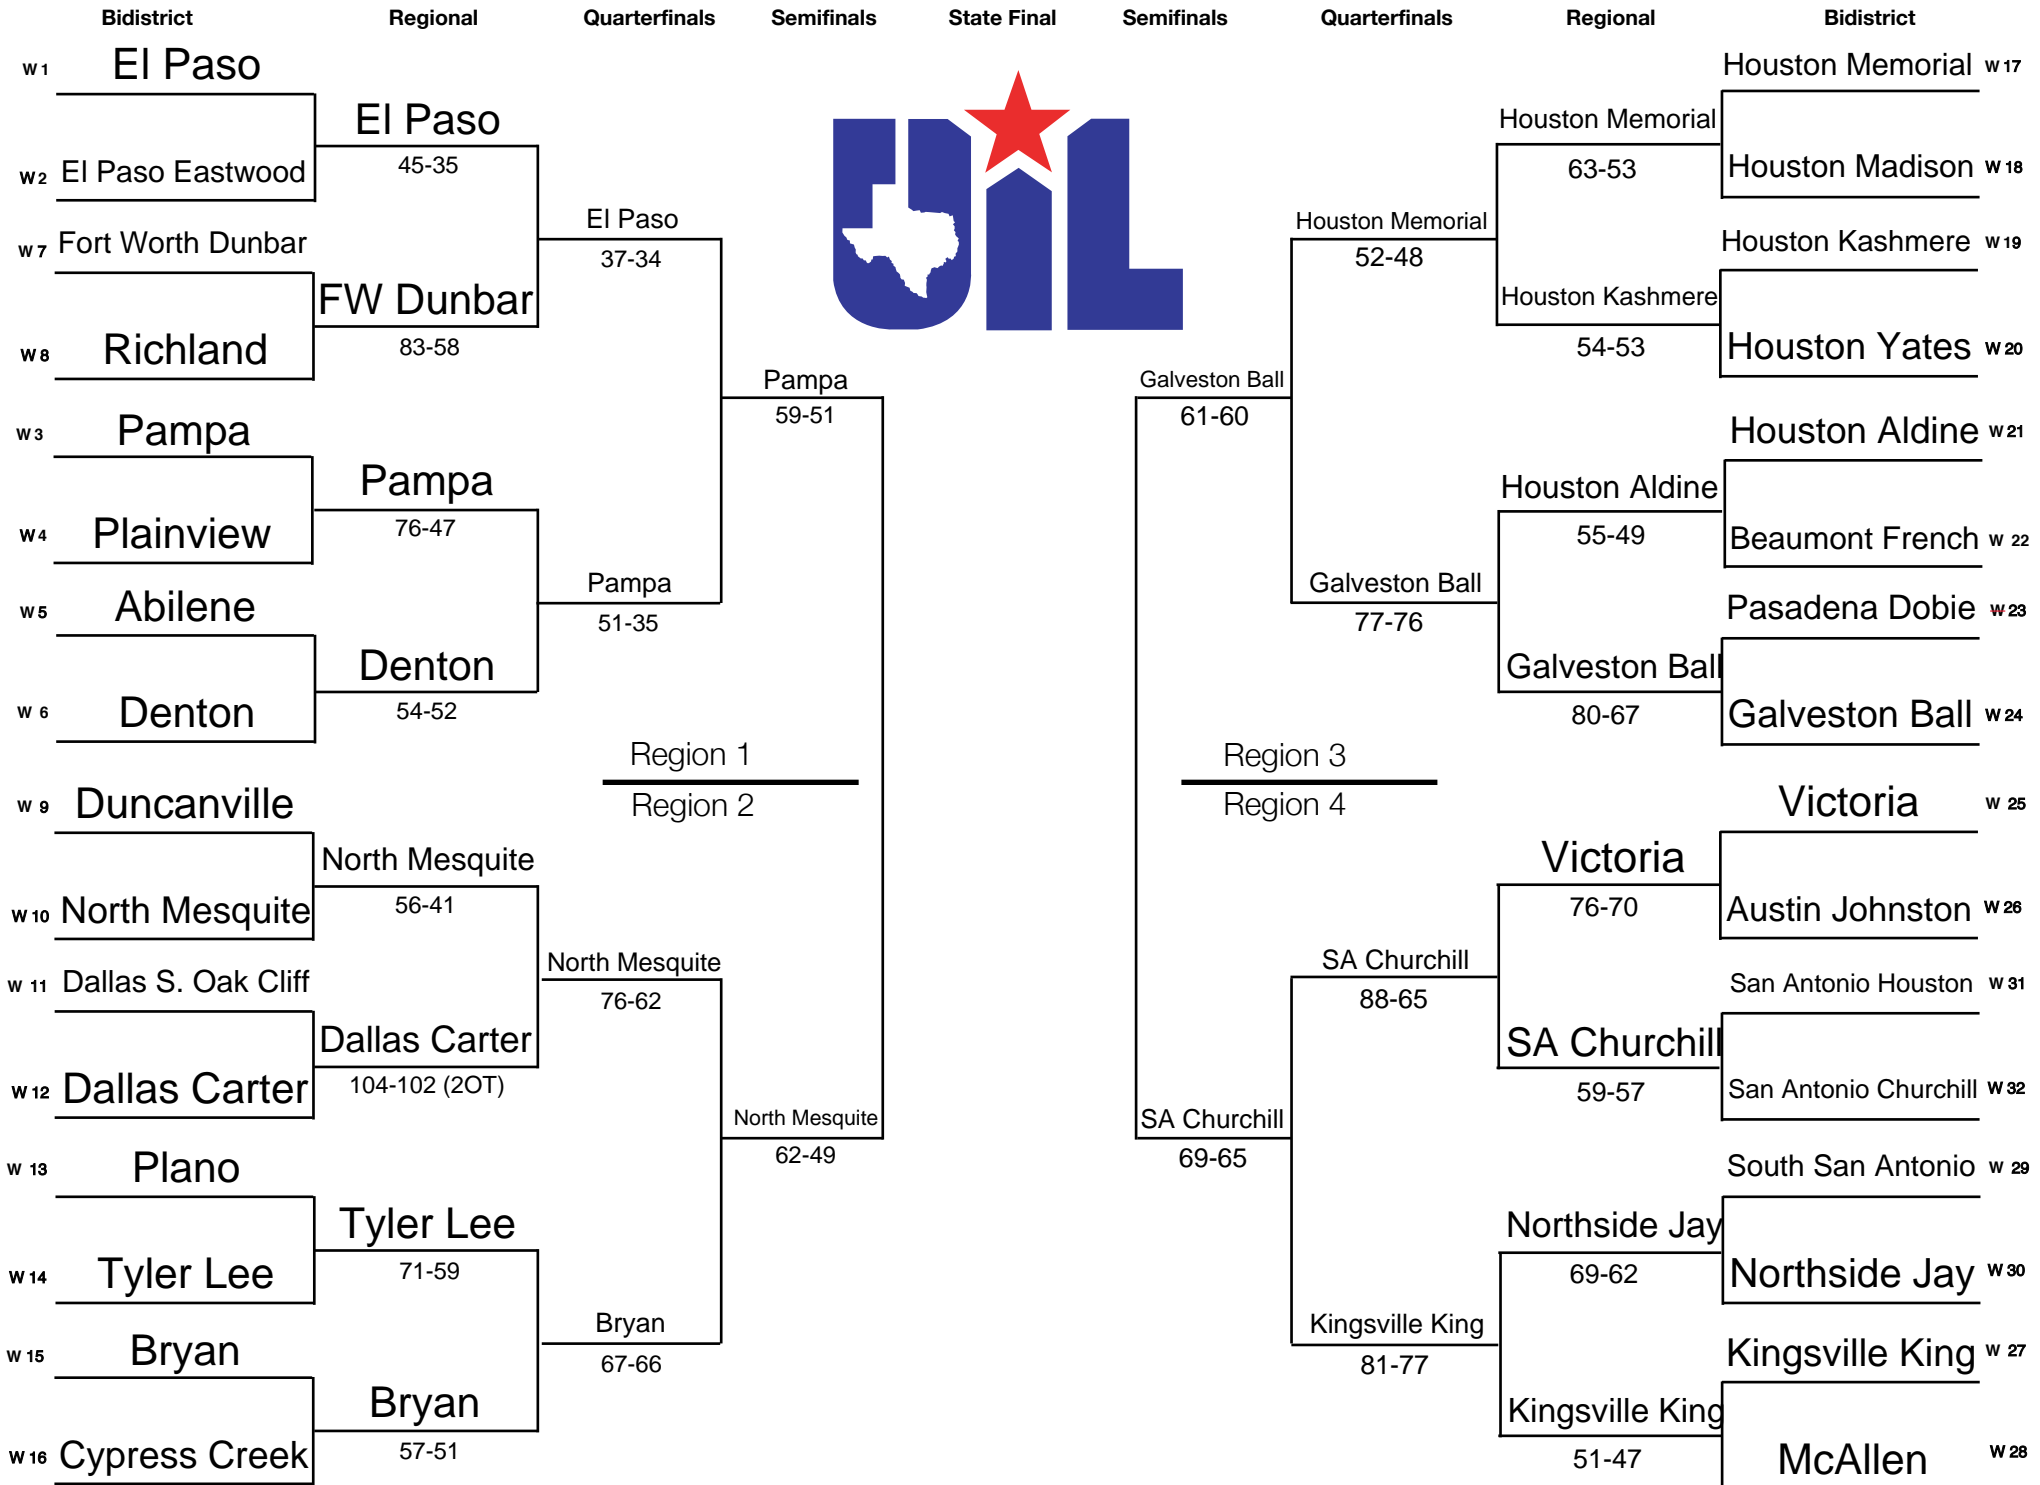 Bidistrict Regional Quarterfinals Semifinals State Final Semifinals Quarterfinals Regional Bidistrict
W 1 El Paso
W 2 El Paso Eastwood
W 7 Fort Worth Dunbar
W 8 Richland
W 3 Pampa
W 4 Plainview
W 5 Abilene
W 6 Denton
W 9 Duncanville
W 10 North Mesquite
W 11 Dallas S. Oak Cliff
W 12 Dallas Carter
W 13 Plano
W 14 Tyler Lee
W 15 Bryan
W 16 Cypress Creek
El Paso
45-35
FW Dunbar
83-58
Pampa
76-47
Denton
54-52
North Mesquite
56-41
Dallas Carter
104-102 (2OT)
Tyler Lee
71-59
Bryan
57-51
El Paso
37-34
Pampa
51-35
Region 1
Region 2
North Mesquite
76-62
Bryan
67-66
Pampa
59-51
North Mesquite
62-49
UIL
Galveston Ball
61-60
SA Churchill
69-65
Houston Memorial
52-48
Galveston Ball
77-76
Region 3
Region 4
SA Churchill
88-65
Kingsville King
81-77
Houston Memorial
63-53
Houston Kashmere
54-53
Houston Aldine
55-49
Galveston Ball
80-67
Victoria
76-70
SA Churchill
59-57
Northside Jay
69-62
Kingsville King
51-47
Houston Memorial W 17
Houston Madison W 18
Houston Kashmere W 19
Houston Yates W 20
Houston Aldine W 21
Beaumont French W 22
Pasadena Dobie W 23
Galveston Ball W 24
Victoria W 25
Austin Johnston W 26
San Antonio Houston W 31
San Antonio Churchill W 32
South San Antonio W 29
Northside Jay W 30
Kingsville King W 27
McAllen W 28